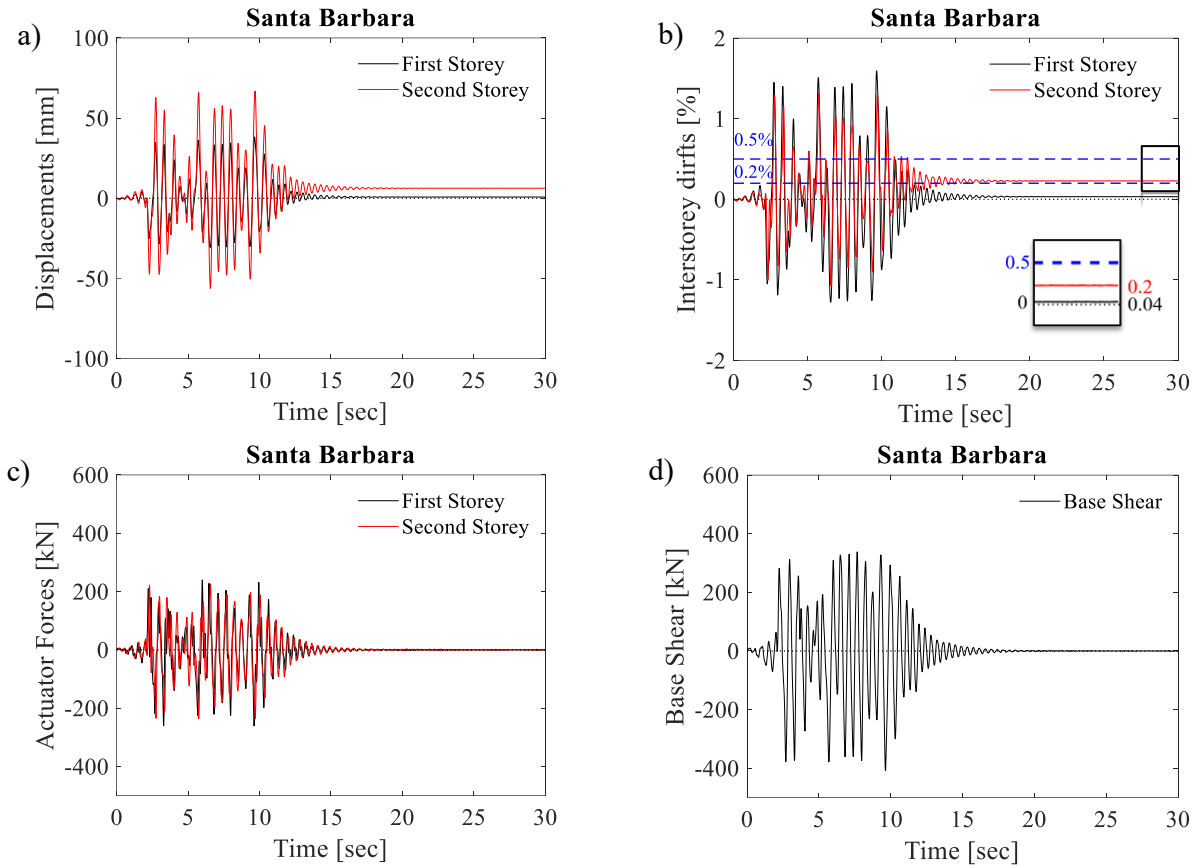 a)
Santa Barbara
100
50
0
-50
-100
Displacements [mm]
First Storey
Second Storey
0 5 10 15 20 25 30
Time [sec]
b)
Santa Barbara
2
1
0
-1
-2
Interstorey dirfts [%]
First Storey
Second Storey
0.5%
0.2%
0.5
0.2
0
0.04
0 5 10 15 20 25 30
Time [sec]
c)
Santa Barbara
600
400
200
0
-200
-400
Actuator Forces [kN]
First Storey
Second Storey
0 5 10 15 20 25 30
Time [sec]
d)
Santa Barbara
600
400
200
0
-200
-400
Base Shear [kN]
Base Shear
0 5 10 15 20 25 30
Time [sec]